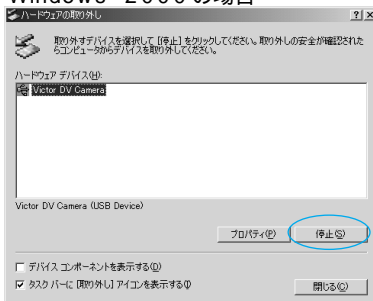 Windows 2000の場合
ハードウェアの取り外し
取り外すデバイスを選択して [停止] をクリックしてください。取り外しの安全が確認された
らコンピュータからデバイスを取り外してください。
ハードウェア デバイス(H):
Victor DV Camera
Victor DV Camera (USB Device)
プロパティ(P)
停止(S)
デバイス コンポーネントを表示する(D)
タスク バーに [取り外し] アイコンを表示する(I)
閉じる(C)